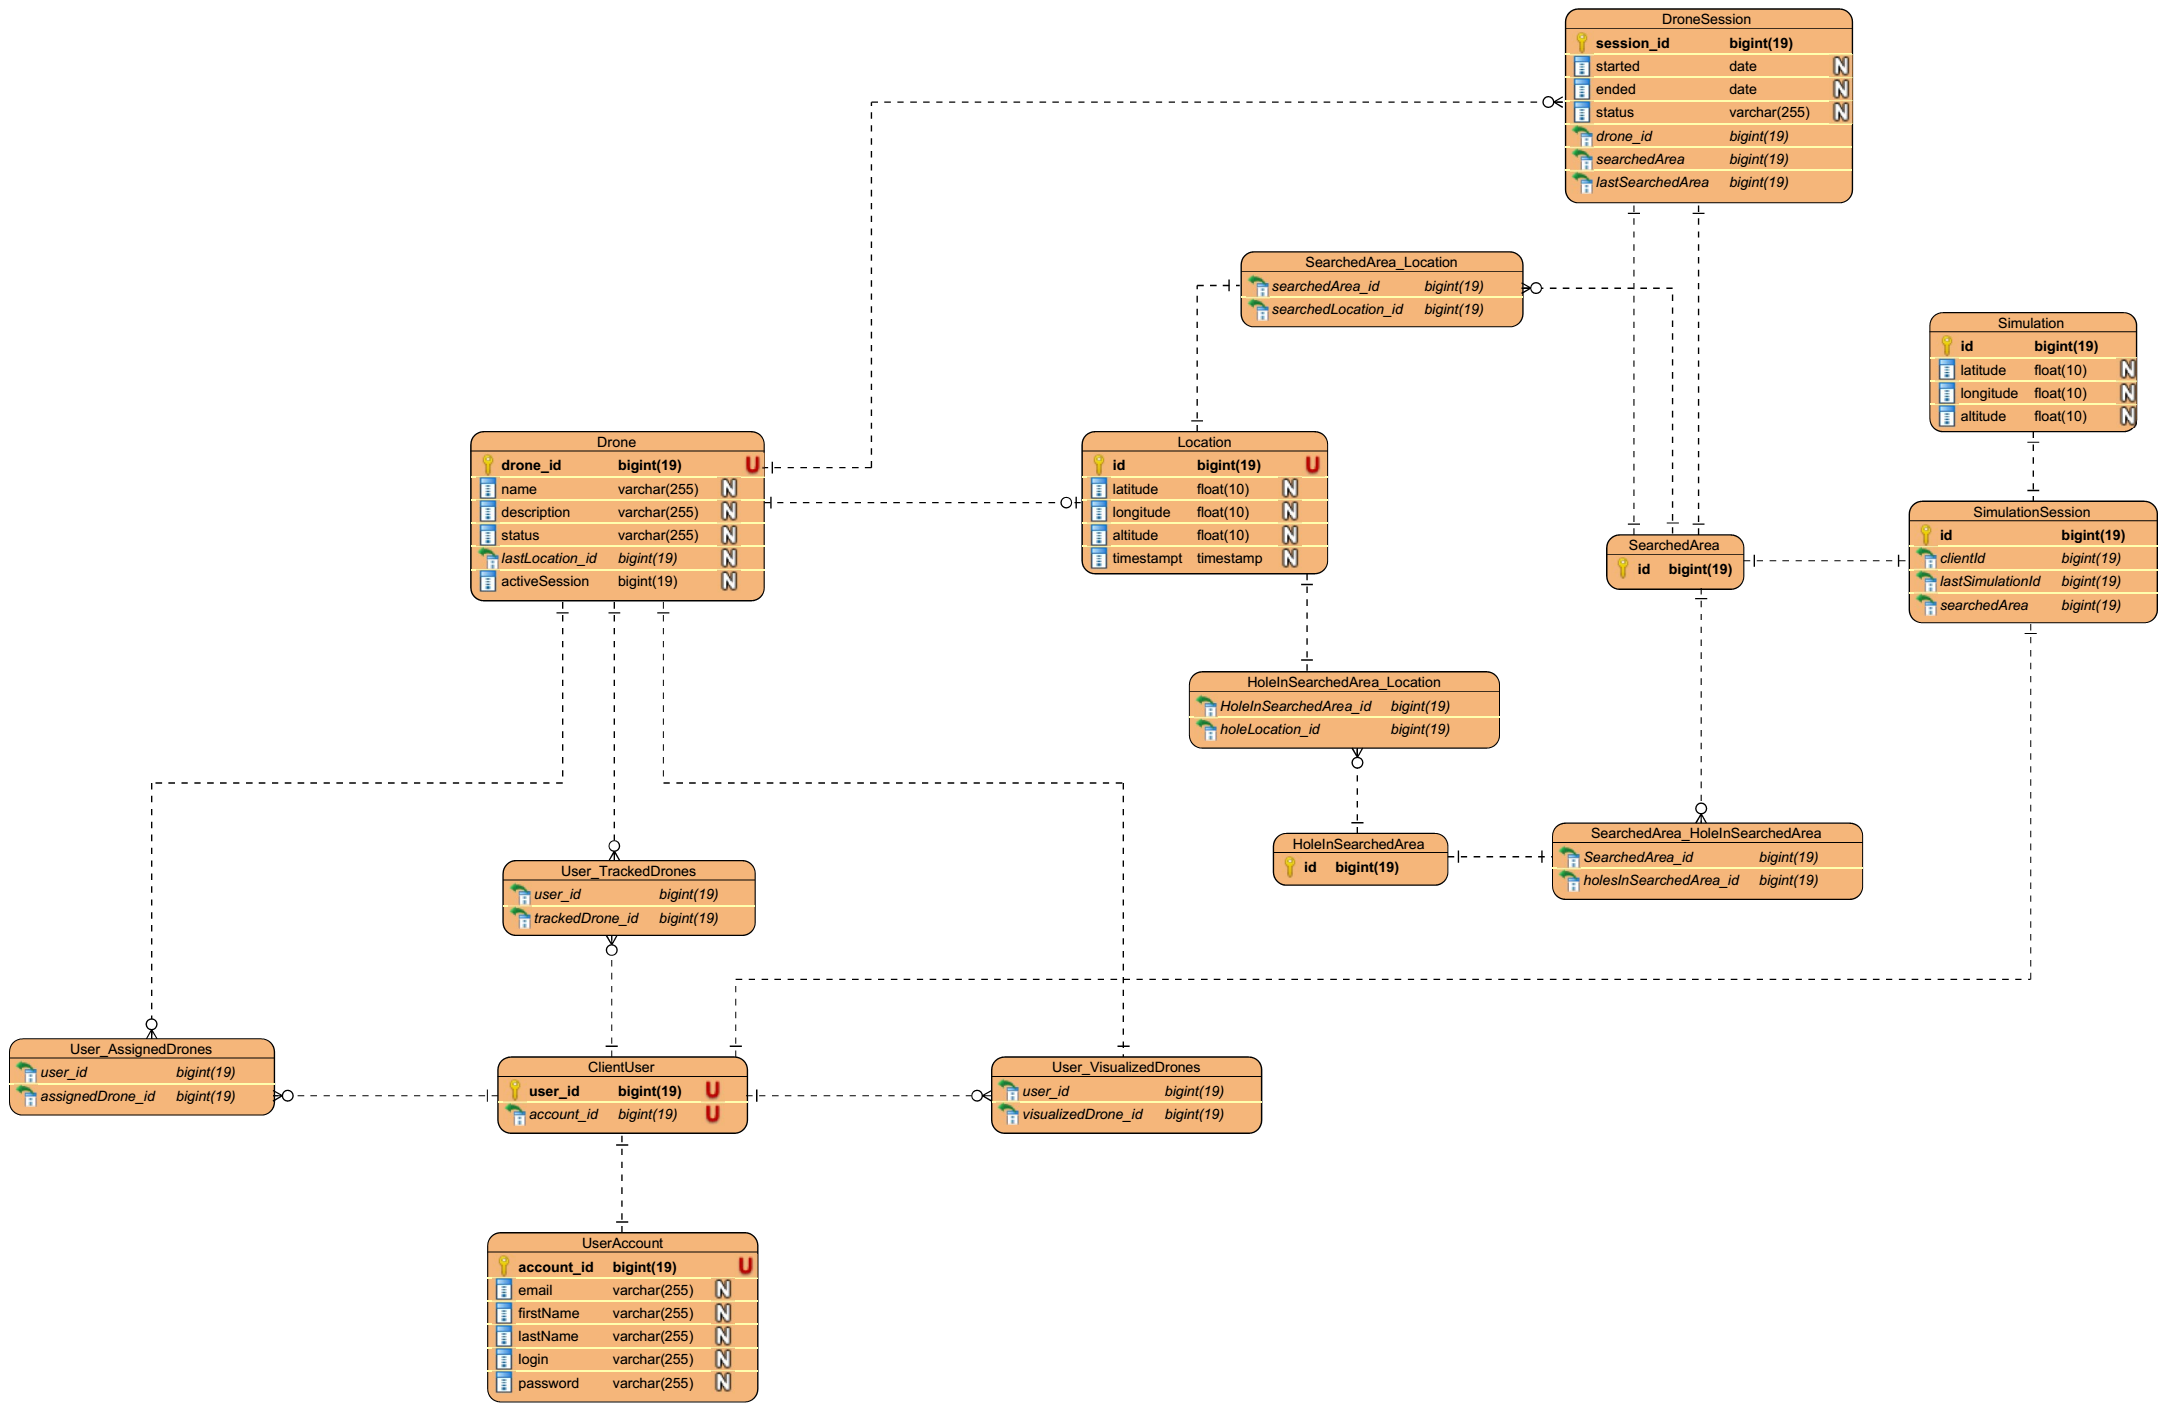 DroneSession
session_id bigint(19)
started date N
ended date N
status varchar(255) N
drone_id bigint(19)
searchedArea bigint(19)
lastSearchedArea bigint(19)
SearchedArea_Location
searchedArea_id bigint(19)
searchedLocation_id bigint(19)
Simulation
id bigint(19)
latitude float(10) N
longitude float(10) N
altitude float(10) N
Drone
drone_id bigint(19) U
name varchar(255) N
description varchar(255) N
status varchar(255) N
lastLocation_id bigint(19) N
activeSession bigint(19) N
Location
id bigint(19) U
latitude float(10) N
longitude float(10) N
altitude float(10) N
timestampt timestamp N
SearchedArea
id bigint(19)
SimulationSession
id bigint(19)
clientId bigint(19)
lastSimulationId bigint(19)
searchedArea bigint(19)
HoleInSearchedArea_Location
HoleInSearchedArea_id bigint(19)
holeLocation_id bigint(19)
HoleInSearchedArea
id bigint(19)
SearchedArea_HoleInSearchedArea
SearchedArea_id bigint(19)
holesInSearchedArea_id bigint(19)
User_TrackedDrones
user_id bigint(19)
trackedDrone_id bigint(19)
User_AssignedDrones
user_id bigint(19)
assignedDrone_id bigint(19)
ClientUser
user_id bigint(19) U
account_id bigint(19) U
User_VisualizedDrones
user_id bigint(19)
visualizedDrone_id bigint(19)
UserAccount
account_id bigint(19) U
email varchar(255) N
firstName varchar(255) N
lastName varchar(255) N
login varchar(255) N
password varchar(255) N